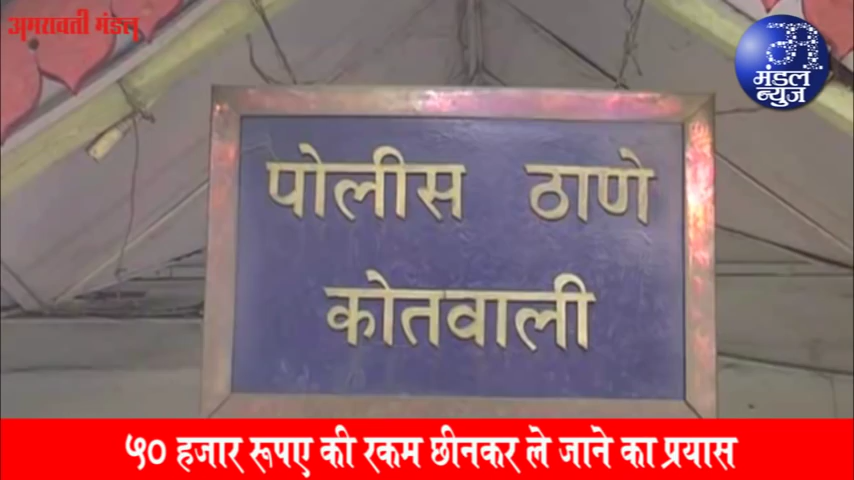 अमरावती मंडल
मं
मंडल
न्युज
पोलीस ठाणे
कोतवाली
५० हजार रूपए की रकम छीनकर ले जाने का प्रयास